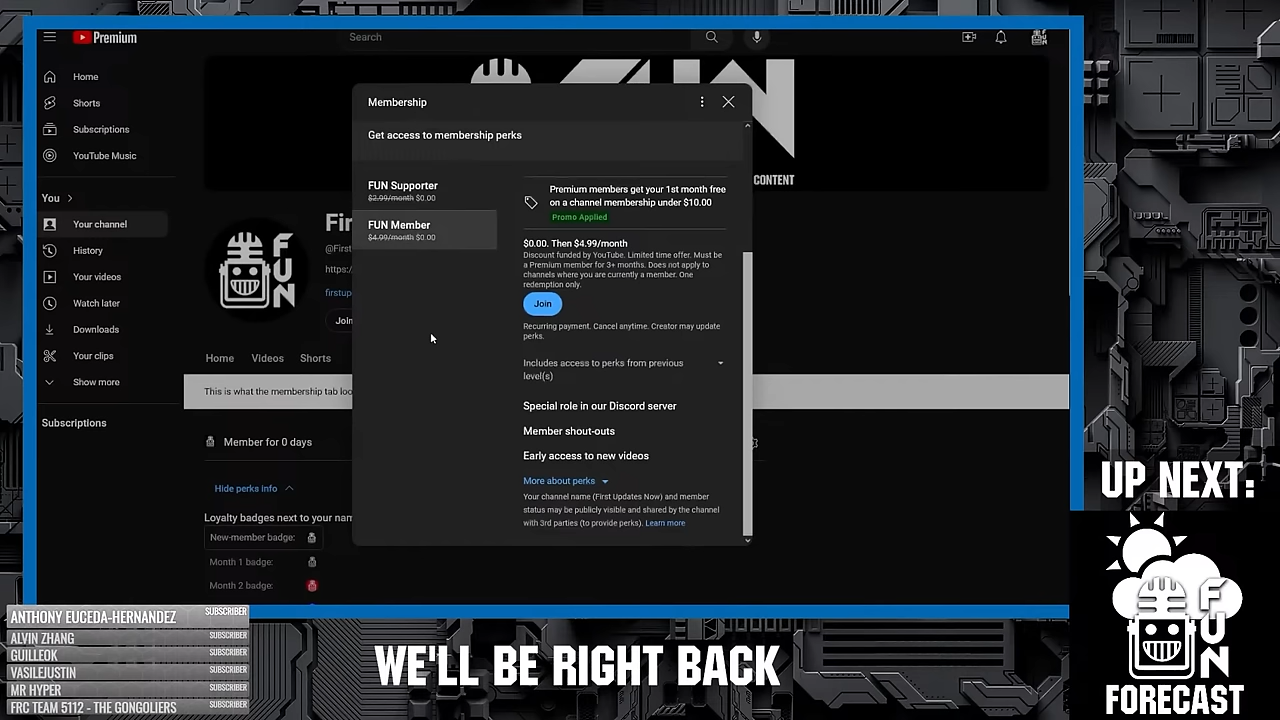 Premium
Search
Home
Shorts
Subscriptions
YouTube Music
You
Your channel
History
Your videos
Watch later
Downloads
Your clips
Show more
Subscriptions
FUN
CONTENT
FUN
Fir
@First
https:/
firstup
Join
Home Videos Shorts
This is what the membership tab loo
Member for 0 days
Hide perks info
Loyalty badges next to your nam
New-member badge:
Month 1 badge:
Month 2 badge:
Membership
Get access to membership perks
FUN Supporter
$2.99/month $0.00
FUN Member
$4.99/month $0.00
Premium members get your 1st month free
on a channel membership under $10.00
Promo Applied
$0.00. Then $4.99/month
Discount funded by YouTube. Limited time offer. Must be
a Premium member for 3+ months. Does not apply to
channels where you are currently a member. One
redemption only.
Join
Recurring payment. Cancel anytime. Creator may update
perks.
Includes access to perks from previous
level(s)
Special role in our Discord server
Member shout-outs
Early access to new videos
More about perks
Your channel name (First Updates Now) and member
status may be publicly visible and shared by the channel
with 3rd parties (to provide perks). Learn more
UP NEXT:
FUN
FORECAST
ANTHONY EUCEDA-HERNANDEZ SUBSCRIBER
ALVIN ZHANG SUBSCRIBER
GUILLEOK SUBSCRIBER
VASILEJUSTIN SUBSCRIBER
MR HYPER SUBSCRIBER
FRC TEAM 5112 - THE GONGOLIERS SUBSCRIBER
WE'LL BE RIGHT BACK